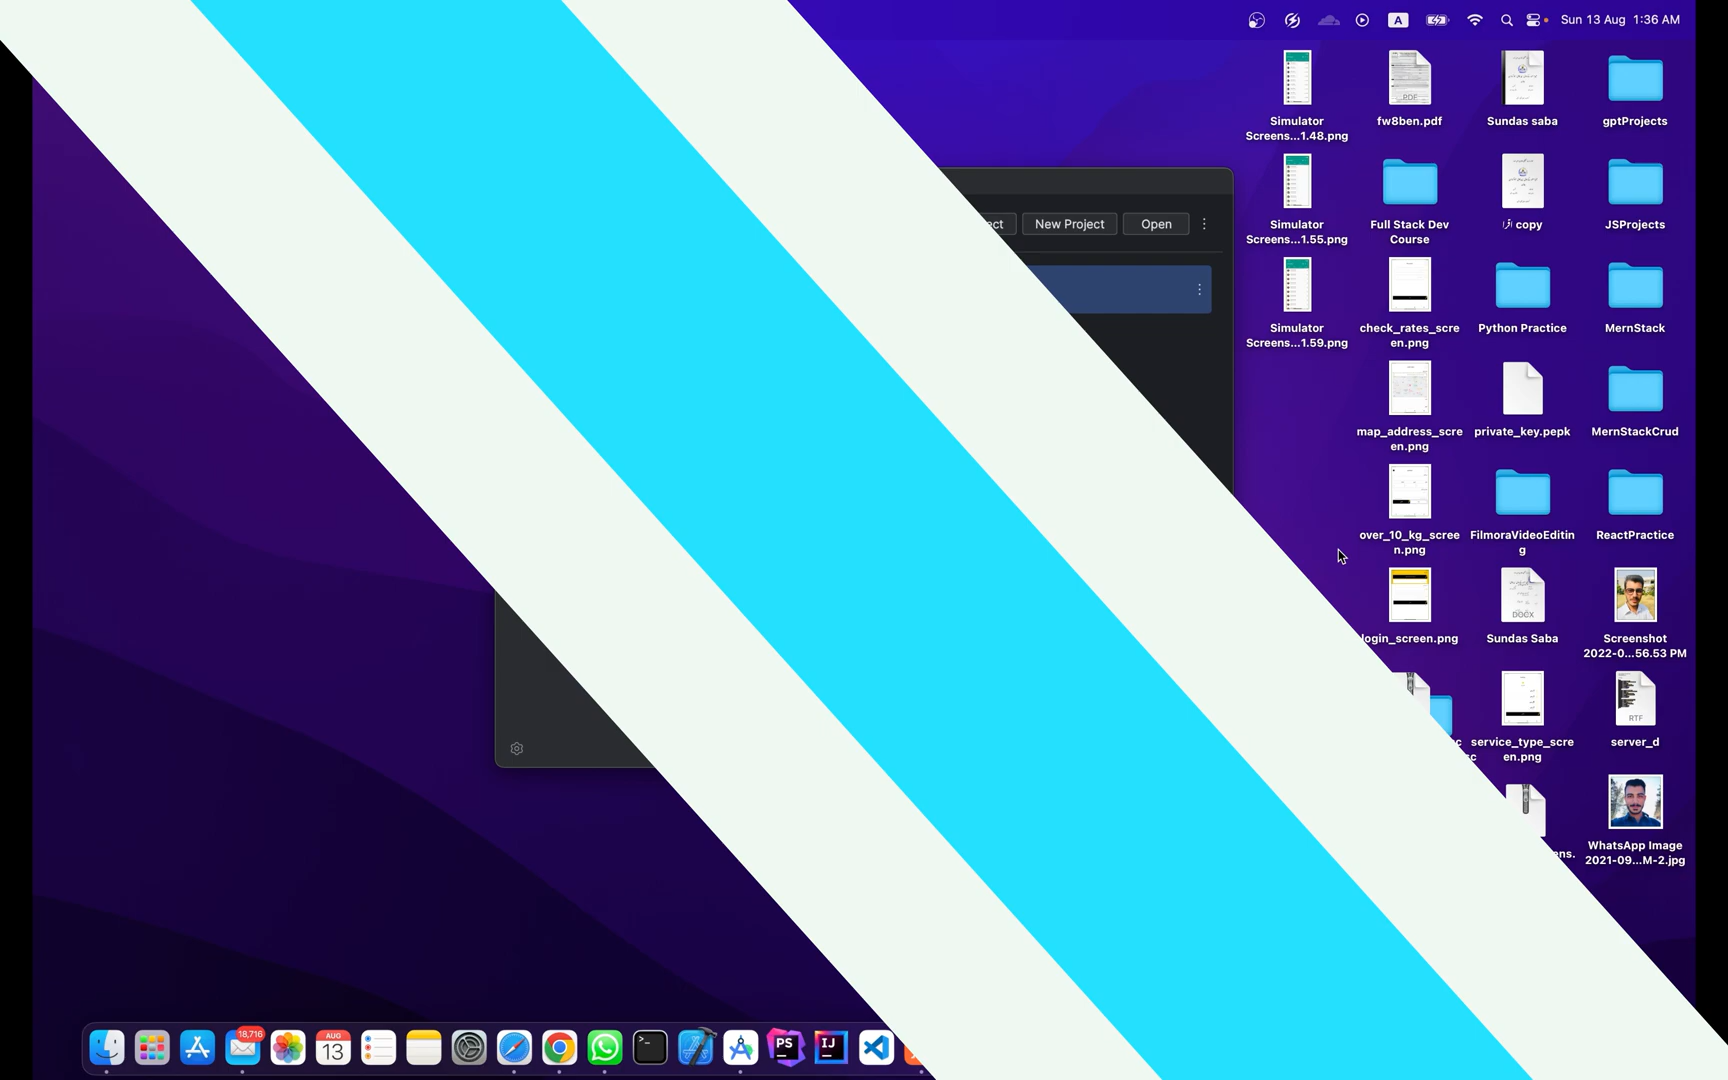 A
Sun 13 Aug 1:36 AM
Simulator
Screens...1.48.png
PDF
fw8ben.pdf
Sundas saba
gptProjects
New Project
Open
Simulator
Screens...1.55.png
Full Stack Dev
Course
اقرا copy
JSProjects
Simulator
Screens...1.59.png
check_rates_scre
en.png
Python Practice
MernStack
map_address_scre
en.png
private_key.pepk
MernStackCrud
over_10_kg_scree
n.png
FilmoraVideoEditin
g
ReactPractice
login_screen.png
DOCX
Sundas Saba
Screenshot
2022-0...56.53 PM
service_type_scre
en.png
RTF
server_d
WhatsApp Image
2021-09...M-2.jpg
18,716
AUG
13
PS
IJ